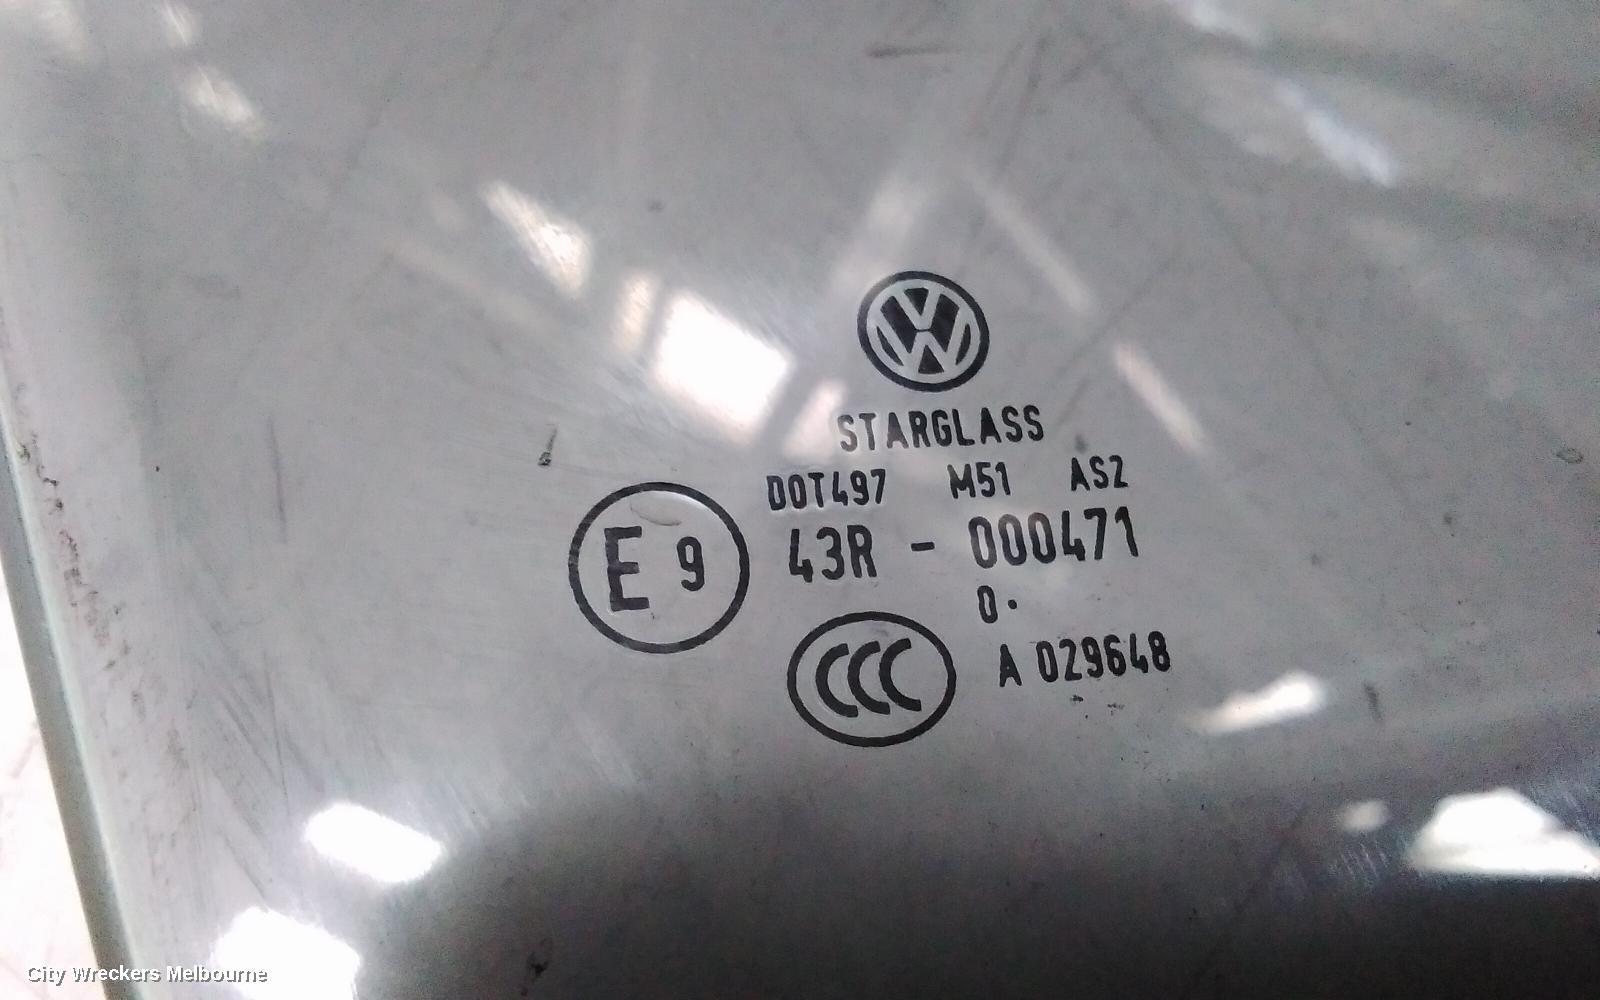 STARGLASS
DOT497 M51 AS2
E 9 43R - 000471
0·
CCC A 029648
City Wreckers Melbourne